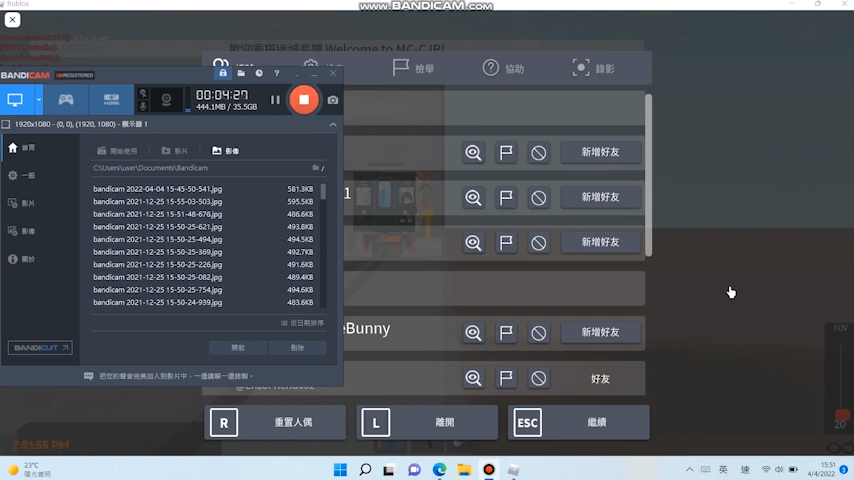 Roblox
www.BANDICAM.com
歡迎乘搭迷城長軌 Welcome to MC-CJR!
檢舉
協助
錄影
BANDICAM UNREGISTERED
00:04:27
444.1MB / 35.5GB
1920x1080 - (0, 0), (1920, 1080) - 顯示器 1
首頁
一般
影片
影像
關於
開始使用
影片
影像
C:\Users\user\Documents\Bandicam
bandicam 2022-04-04 15-45-50-541.jpg 581.3KB
bandicam 2021-12-25 15-55-03-503.jpg 595.5KB
bandicam 2021-12-25 15-51-48-676.jpg 486.6KB
bandicam 2021-12-25 15-50-25-621.jpg 493.8KB
bandicam 2021-12-25 15-50-25-494.jpg 494.5KB
bandicam 2021-12-25 15-50-25-369.jpg 492.7KB
bandicam 2021-12-25 15-50-25-226.jpg 491.6KB
bandicam 2021-12-25 15-50-25-082.jpg 489.4KB
bandicam 2021-12-25 15-50-25-754.jpg 494.6KB
bandicam 2021-12-25 15-50-24-939.jpg 483.6KB
依日期排序
開啟
刪除
BANDICUT
把您的聲音完美加入到影片中，一邊講解一邊錄製。
新增好友
1
新增好友
新增好友
eBunny
新增好友
好友
R
重置人偶
L
離開
ESC
繼續
FOV
20
7:51:55 PM
23°C
陽光普照
英
速
15:51
4/4/2022
3